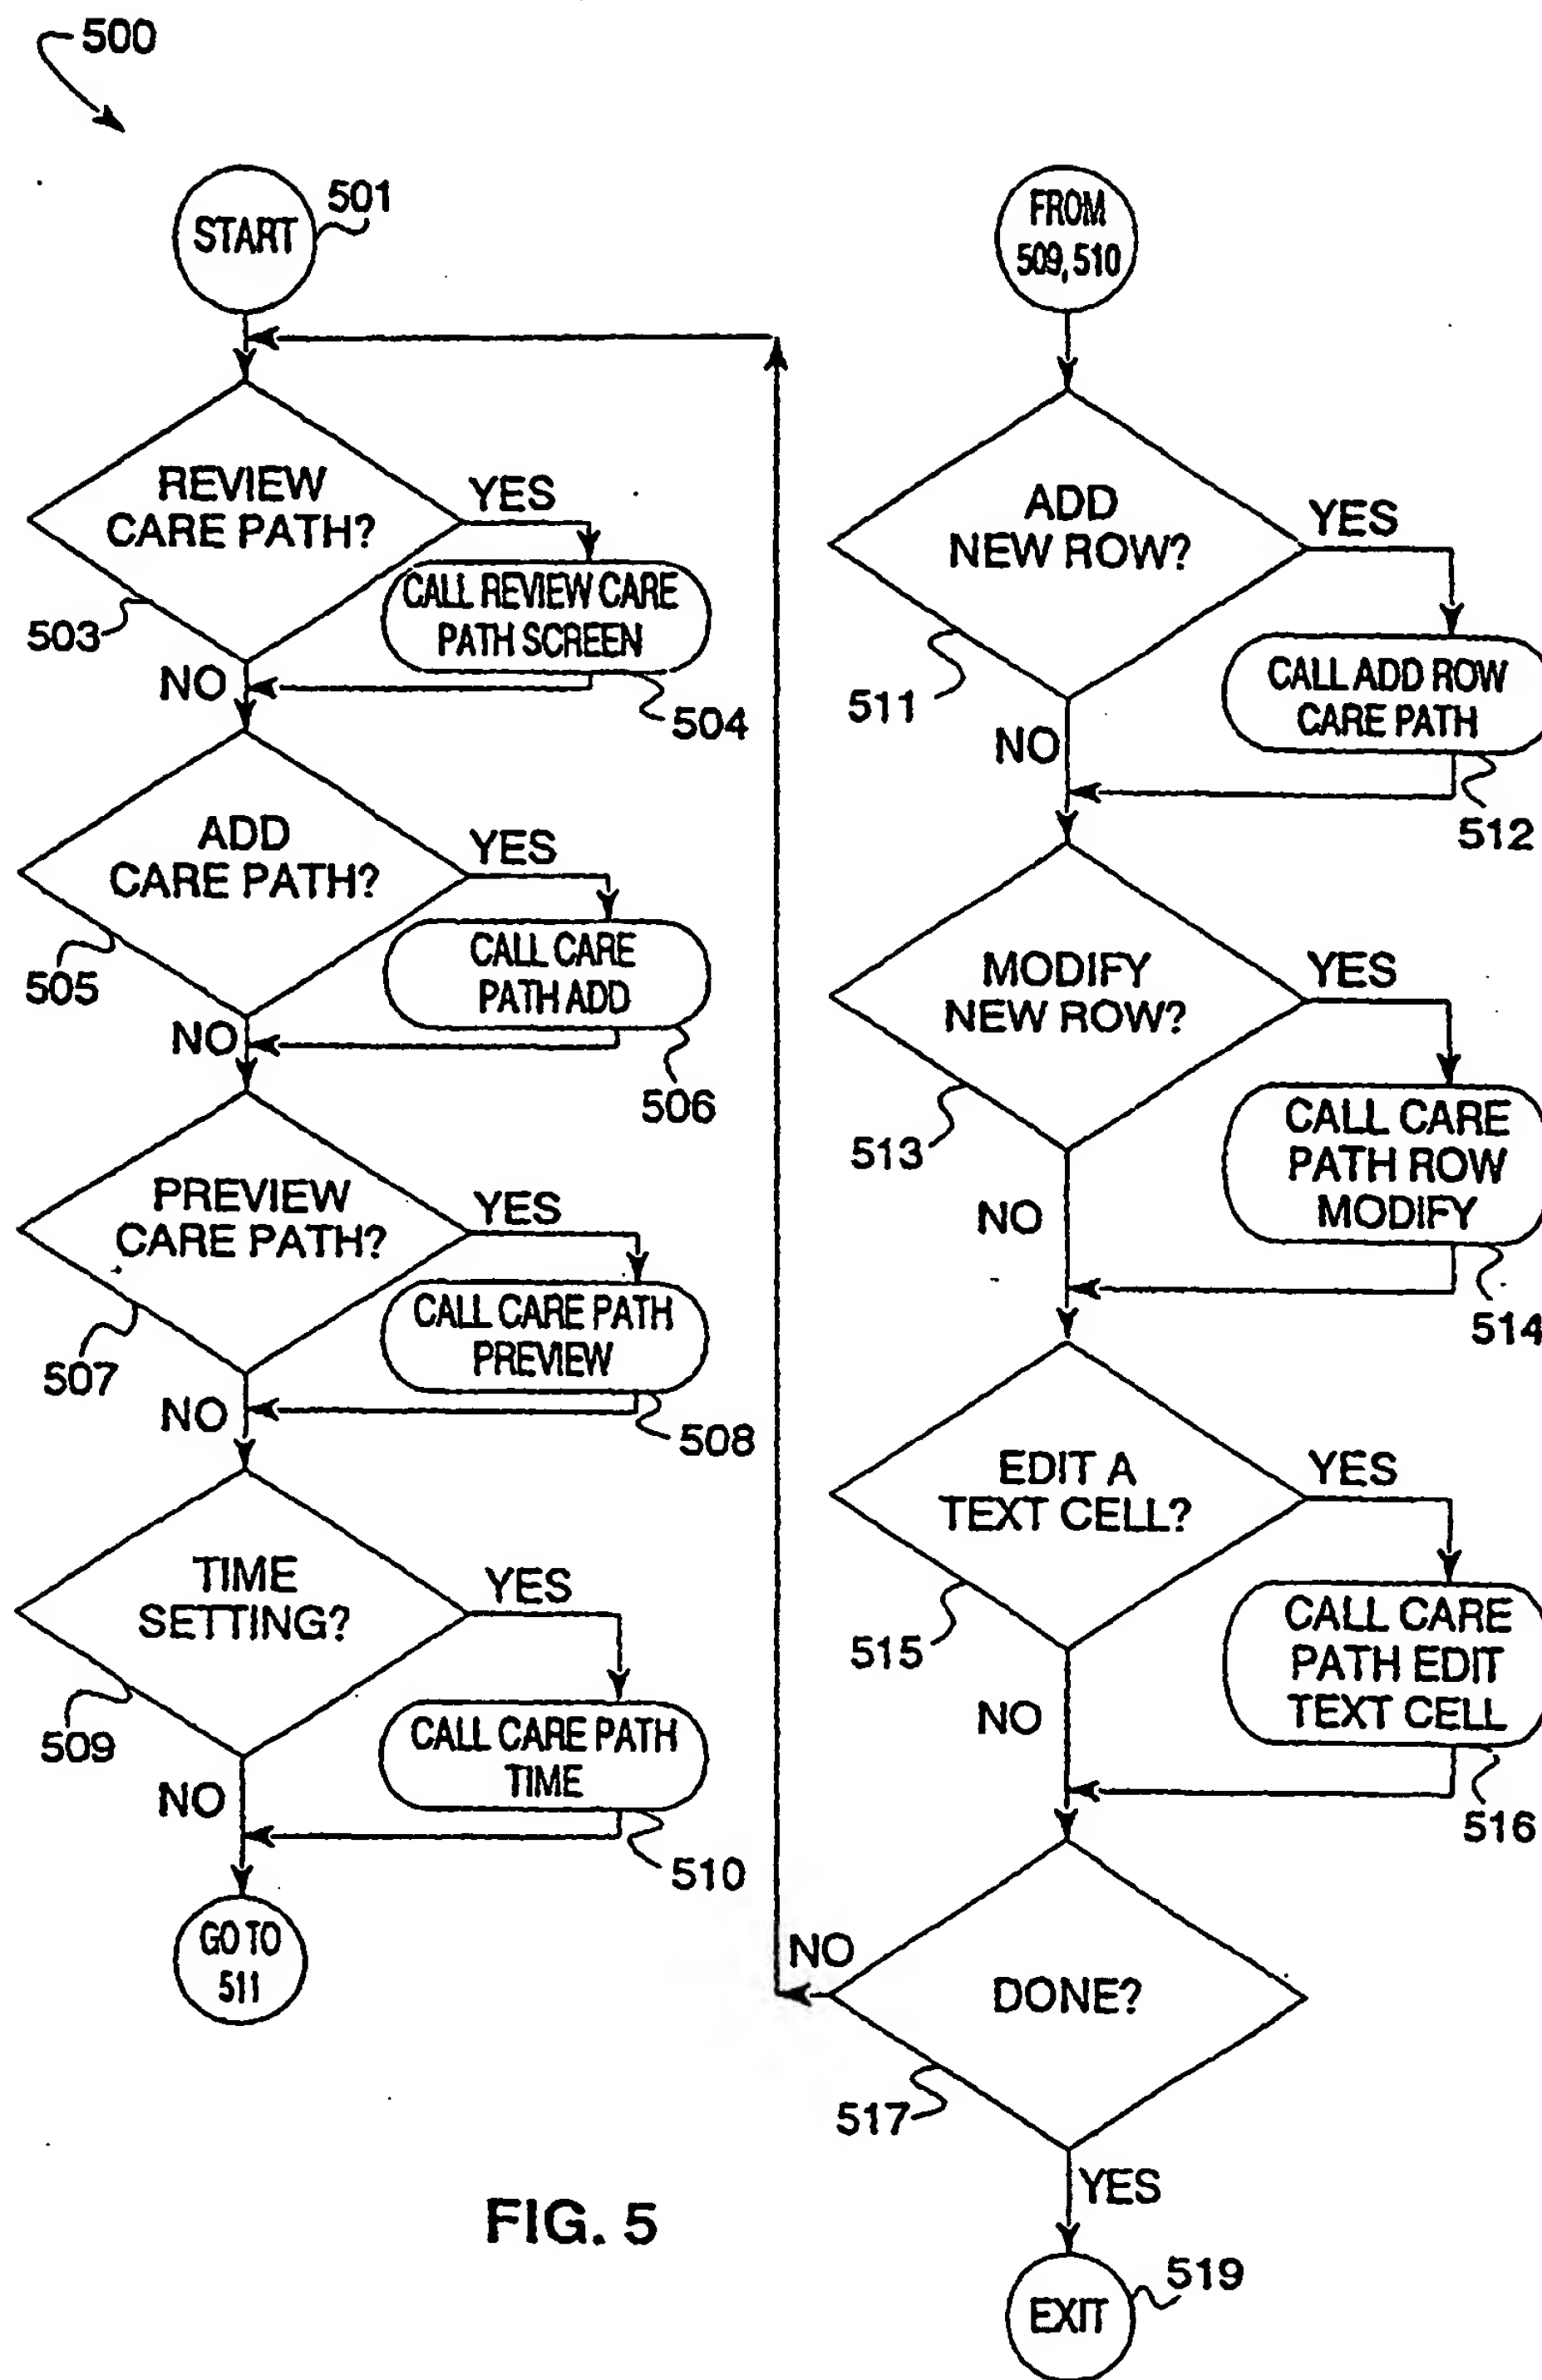 500
START
501
REVIEW
CARE PATH?
YES
503
CALL REVIEW CARE
PATH SCREEN
NO
504
ADD
CARE PATH?
YES
505
CALL CARE
PATH ADD
NO
506
PREVIEW
CARE PATH?
YES
507
CALL CARE PATH
PREVIEW
NO
508
TIME
SETTING?
YES
509
CALL CARE PATH
TIME
NO
510
GO TO
511
FROM
509, 510
ADD
NEW ROW?
YES
511
CALL ADD ROW
CARE PATH
NO
512
MODIFY
NEW ROW?
YES
513
CALL CARE
PATH ROW
MODIFY
NO
514
EDIT A
TEXT CELL?
YES
515
CALL CARE
PATH EDIT
TEXT CELL
NO
516
NO
DONE?
517
YES
EXIT
519
FIG. 5